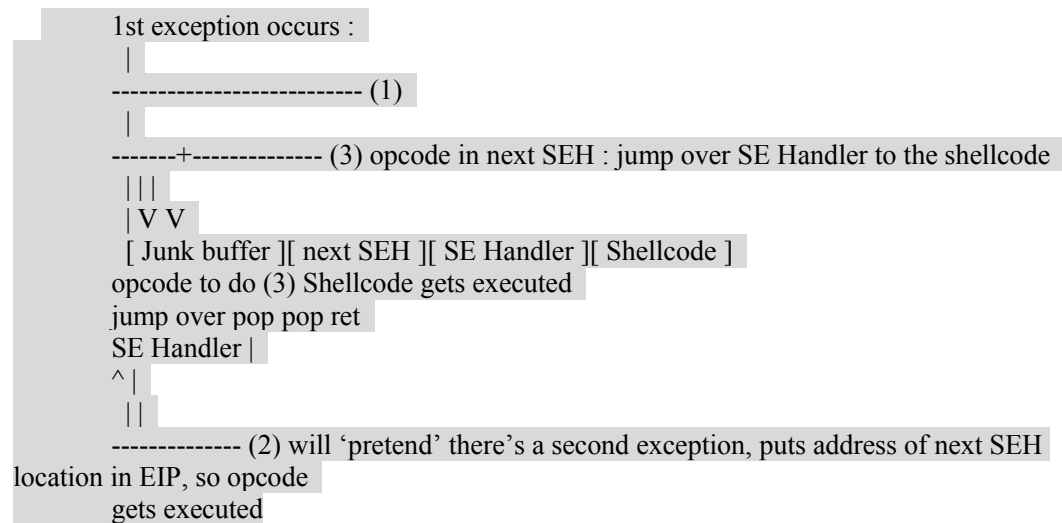 1st exception occurs :
|
--------------------------- (1)
|
-------+-------------- (3) opcode in next SEH : jump over SE Handler to the shellcode
| | |
| V V
[ Junk buffer ][ next SEH ][ SE Handler ][ Shellcode ]
opcode to do (3) Shellcode gets executed
jump over pop pop ret
SE Handler |
^ |
| |
-------------- (2) will ‘pretend’ there’s a second exception, puts address of next SEH
location in EIP, so opcode
gets executed